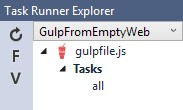 Task Runner Explorer
GulpFromEmptyWeb
gulpfile.js
F
Tasks
V
all